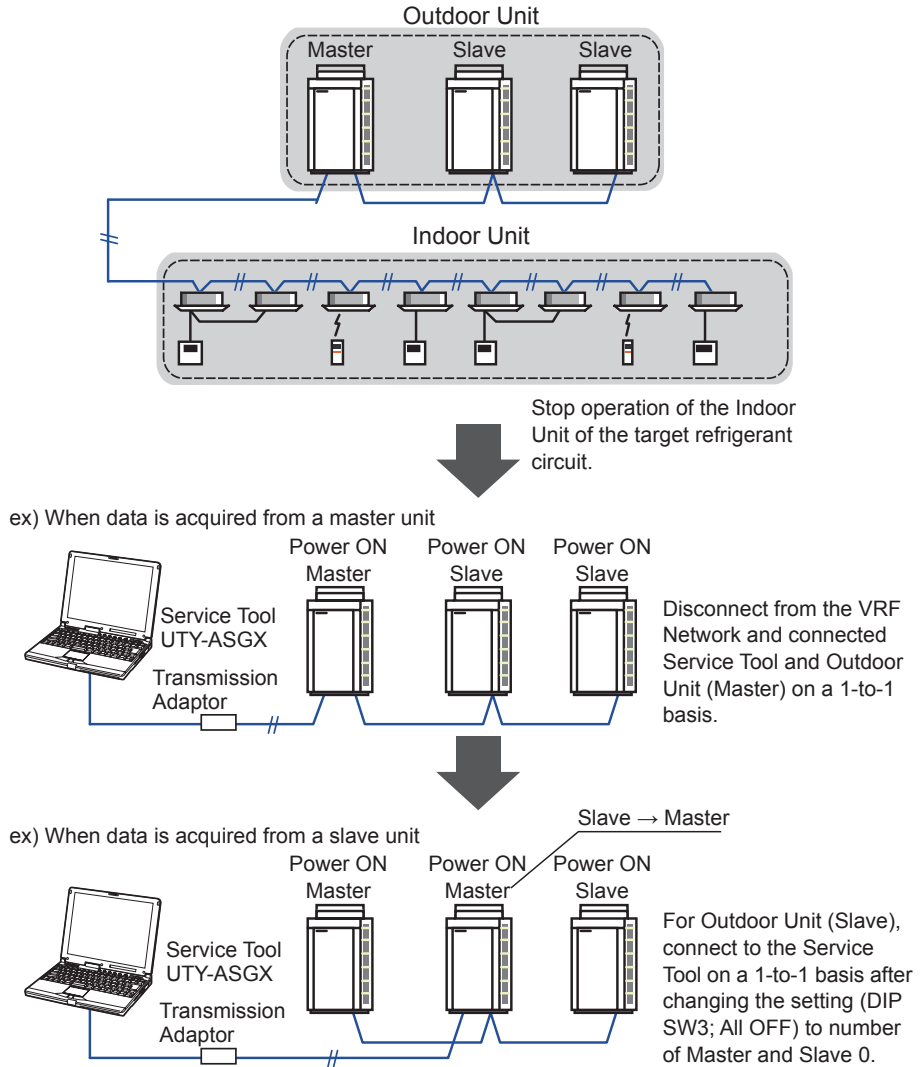 Outdoor Unit
Master
Slave
Slave
Indoor Unit
Stop operation of the Indoor
Unit of the target refrigerant
circuit.
ex) When data is acquired from a master unit
Power ON
Master
Power ON
Slave
Power ON
Slave
Service Tool
UTY-ASGX
Transmission
Adaptor
Disconnect from the VRF
Network and connected
Service Tool and Outdoor
Unit (Master) on a 1-to-1
basis.
Slave → Master
ex) When data is acquired from a slave unit
Power ON
Master
Power ON
Master
Power ON
Slave
Service Tool
UTY-ASGX
Transmission
Adaptor
For Outdoor Unit (Slave),
connect to the Service
Tool on a 1-to-1 basis after
changing the setting (DIP
SW3; All OFF) to number
of Master and Slave 0.